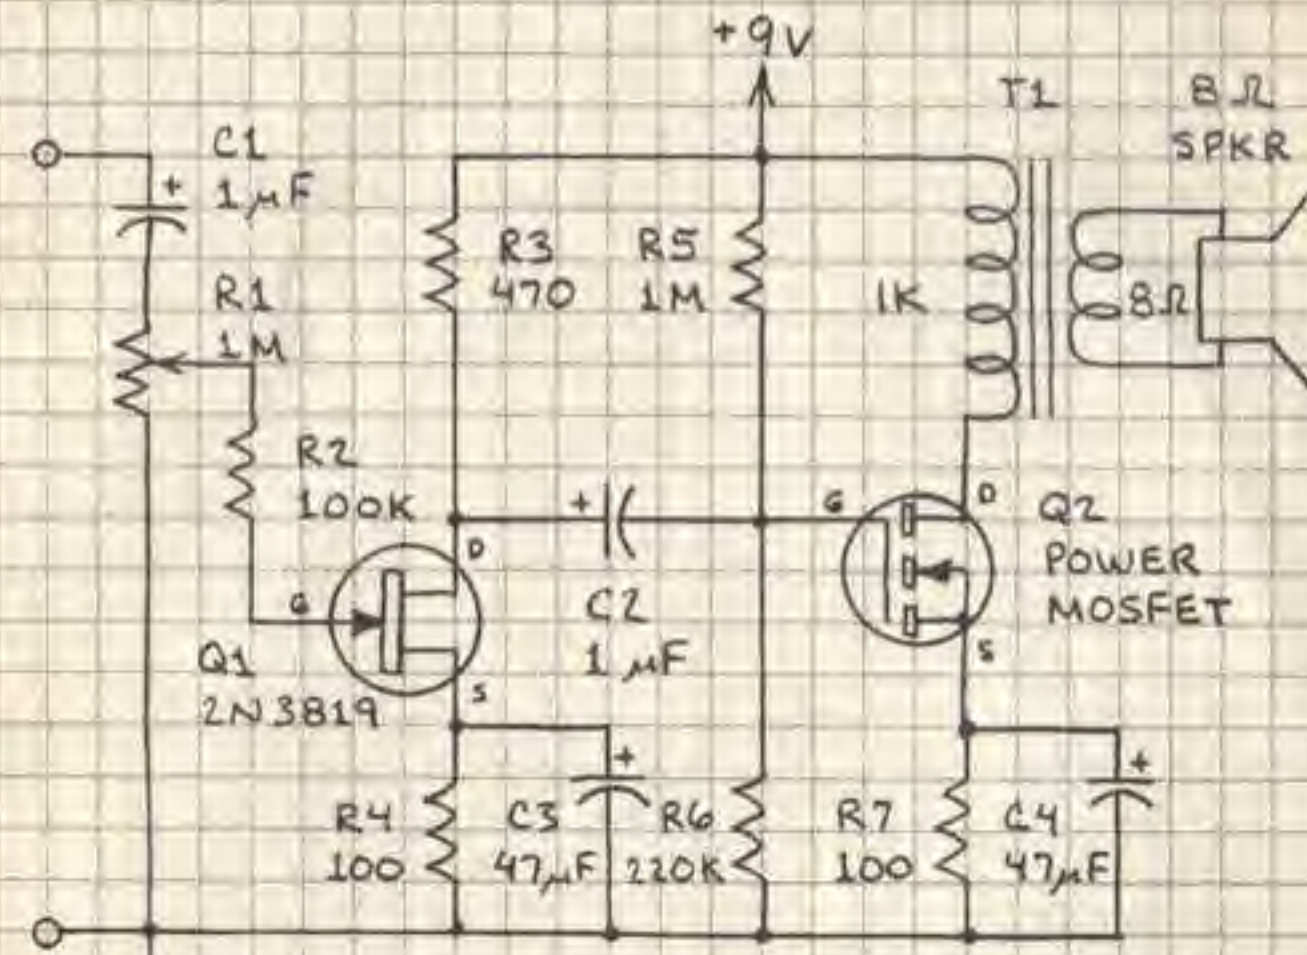 +9V
T1
8Ω
SPKR
C1
+
1μF
R1
1M
R3
470
R5
1M
1K
8Ω
R2
100K
+
G
D
Q2
POWER
MOSFET
D
C2
1μF
G
S
Q1
2N3819
S
+
+
R4
100
C3
47μF
R6
220K
R7
100
C4
47μF